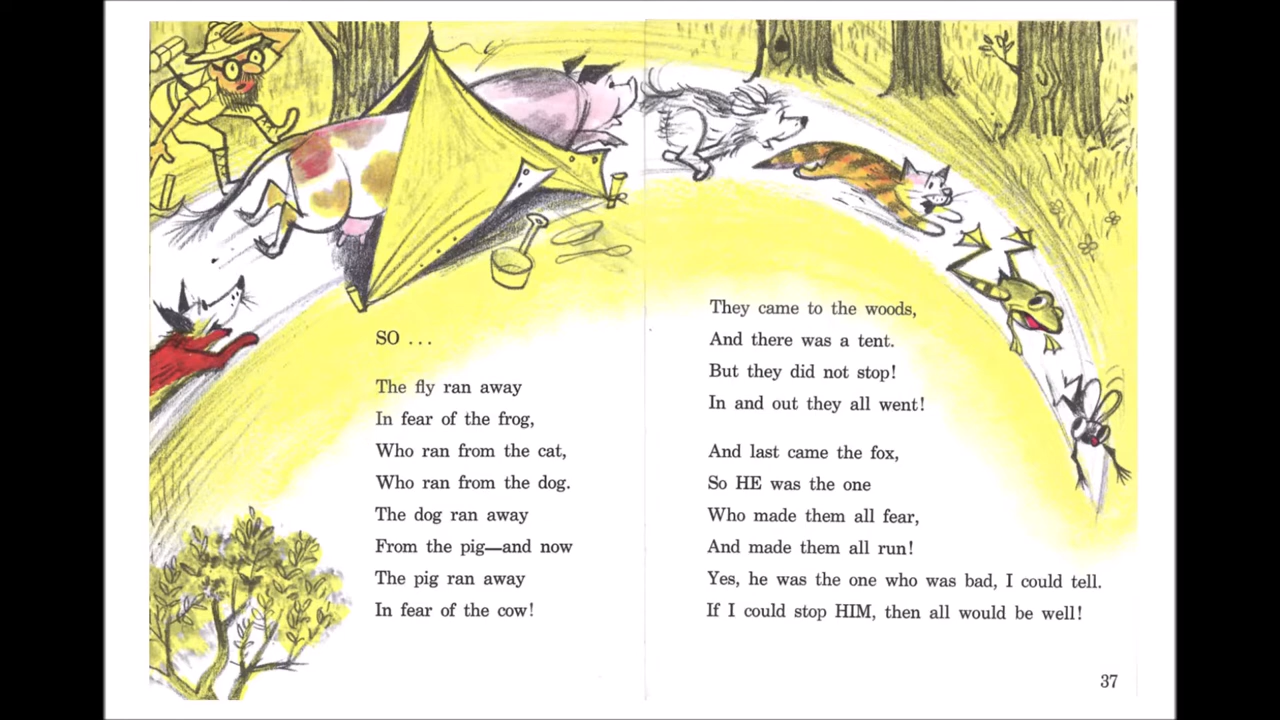 SO . . .
The fly ran away
In fear of the frog,
Who ran from the cat,
Who ran from the dog.
The dog ran away
From the pig—and now
The pig ran away
In fear of the cow!
They came to the woods,
And there was a tent.
But they did not stop!
In and out they all went!
And last came the fox,
So HE was the one
Who made them all fear,
And made them all run!
Yes, he was the one who was bad, I could tell.
If I could stop HIM, then all would be well!
37